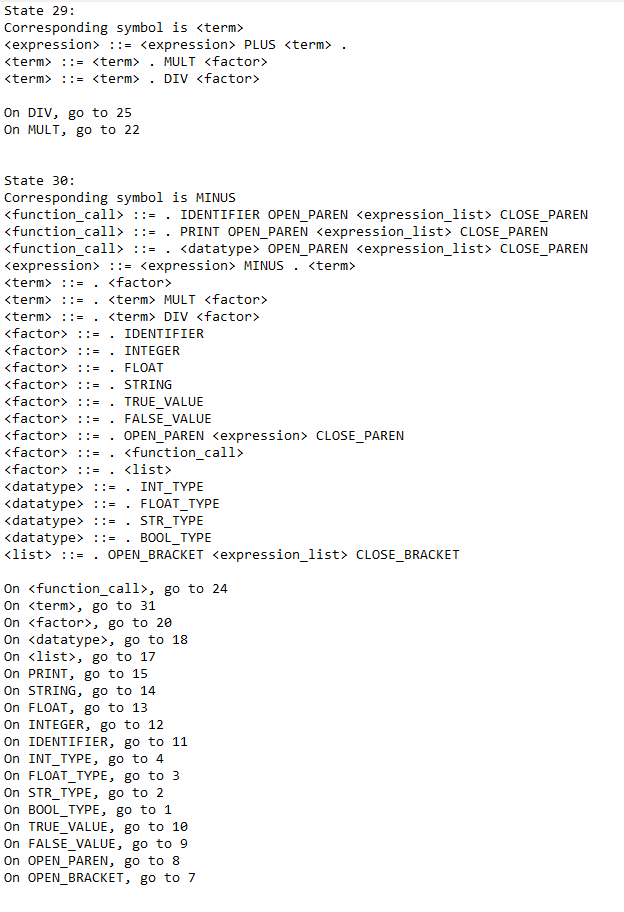 State 29:
Corresponding symbol is <term>
<expression> ::= <expression> PLUS <term> .
<term> ::= <term> . MULT <factor>
<term> ::= <term> . DIV <factor>
On DIV, go to 25
On MULT, go to 22
State 30:
Corresponding symbol is MINUS
<function_call> ::= . IDENTIFIER OPEN_PAREN <expression_list> CLOSE_PAREN
<function_call> ::= . PRINT OPEN_PAREN <expression_list> CLOSE_PAREN
<function_call> ::= . <datatype> OPEN_PAREN <expression_list> CLOSE_PAREN
<expression> ::= <expression> MINUS . <term>
<term> ::= . <factor>
<term> ::= . <term> MULT <factor>
<term> ::= . <term> DIV <factor>
<factor> ::= . IDENTIFIER
<factor> ::= . INTEGER
<factor> ::= . FLOAT
<factor> ::= . STRING
<factor> ::= . TRUE_VALUE
<factor> ::= . FALSE_VALUE
<factor> ::= . OPEN_PAREN <expression> CLOSE_PAREN
<factor> ::= . <function_call>
<factor> ::= . <list>
<datatype> ::= . INT_TYPE
<datatype> ::= . FLOAT_TYPE
<datatype> ::= . STR_TYPE
<datatype> ::= . BOOL_TYPE
<list> ::= . OPEN_BRACKET <expression_list> CLOSE_BRACKET
On <function_call>, go to 24
On <term>, go to 31
On <factor>, go to 20
On <datatype>, go to 18
On <list>, go to 17
On PRINT, go to 15
On STRING, go to 14
On FLOAT, go to 13
On INTEGER, go to 12
On IDENTIFIER, go to 11
On INT_TYPE, go to 4
On FLOAT_TYPE, go to 3
On STR_TYPE, go to 2
On BOOL_TYPE, go to 1
On TRUE_VALUE, go to 10
On FALSE_VALUE, go to 9
On OPEN_PAREN, go to 8
On OPEN_BRACKET, go to 7